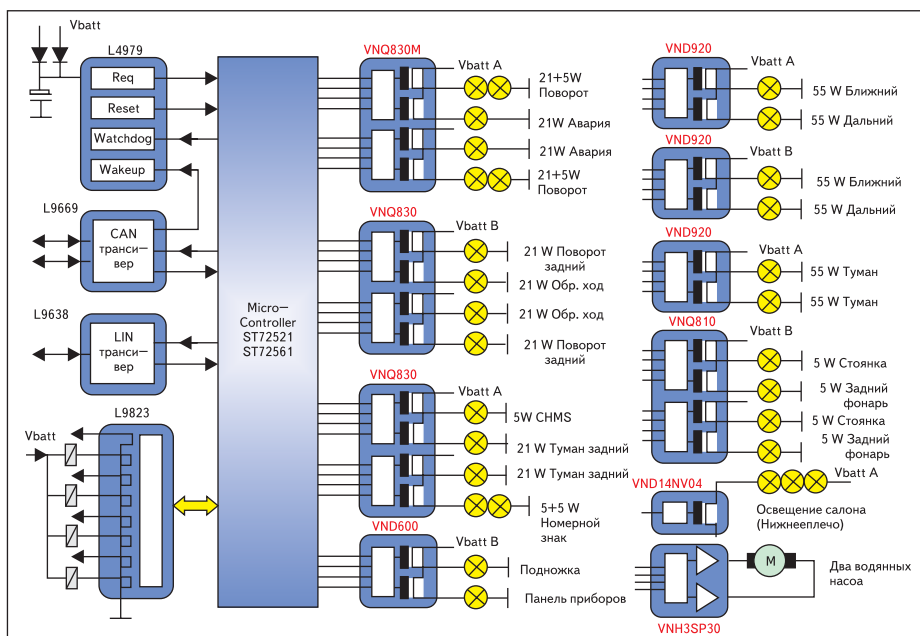 Vbatt
L4979
Req
Reset
Watchdog
Wakeup
L9669
CAN
транси—
вер
L9638
LIN
транси—
вер
L9823
Vbatt
Micro—
Controller
ST72521
ST72561
VNQ830M
Vbatt A
21+5W
Поворот
21W Авария
21W Авария
21+5W
Поворот
VNQ830
Vbatt B
21 W Поворот
задний
21 W Обр. ход
21 W Обр. ход
21 W Поворот
задний
VNQ830
Vbatt A
5W CHMS
21 W Туман задний
21 W Туман задний
5+5 W
Номерной
знак
VND600
Vbatt B
Подножка
Панель приборов
VND920
Vbatt A
55 W Ближний
55 W Дальний
VND920
Vbatt B
55 W Ближний
55 W Дальний
VND920
Vbatt A
55 W Туман
55 W Туман
VNQ810
Vbatt B
5 W Стоянка
5 W Задний
фонарь
5 W Стоянка
5 W Задний
фонарь
VND14NV04
Vbatt A
Освещение салона
(Нижнееплечо)
M
Два водянных
насоа
VNH3SP30